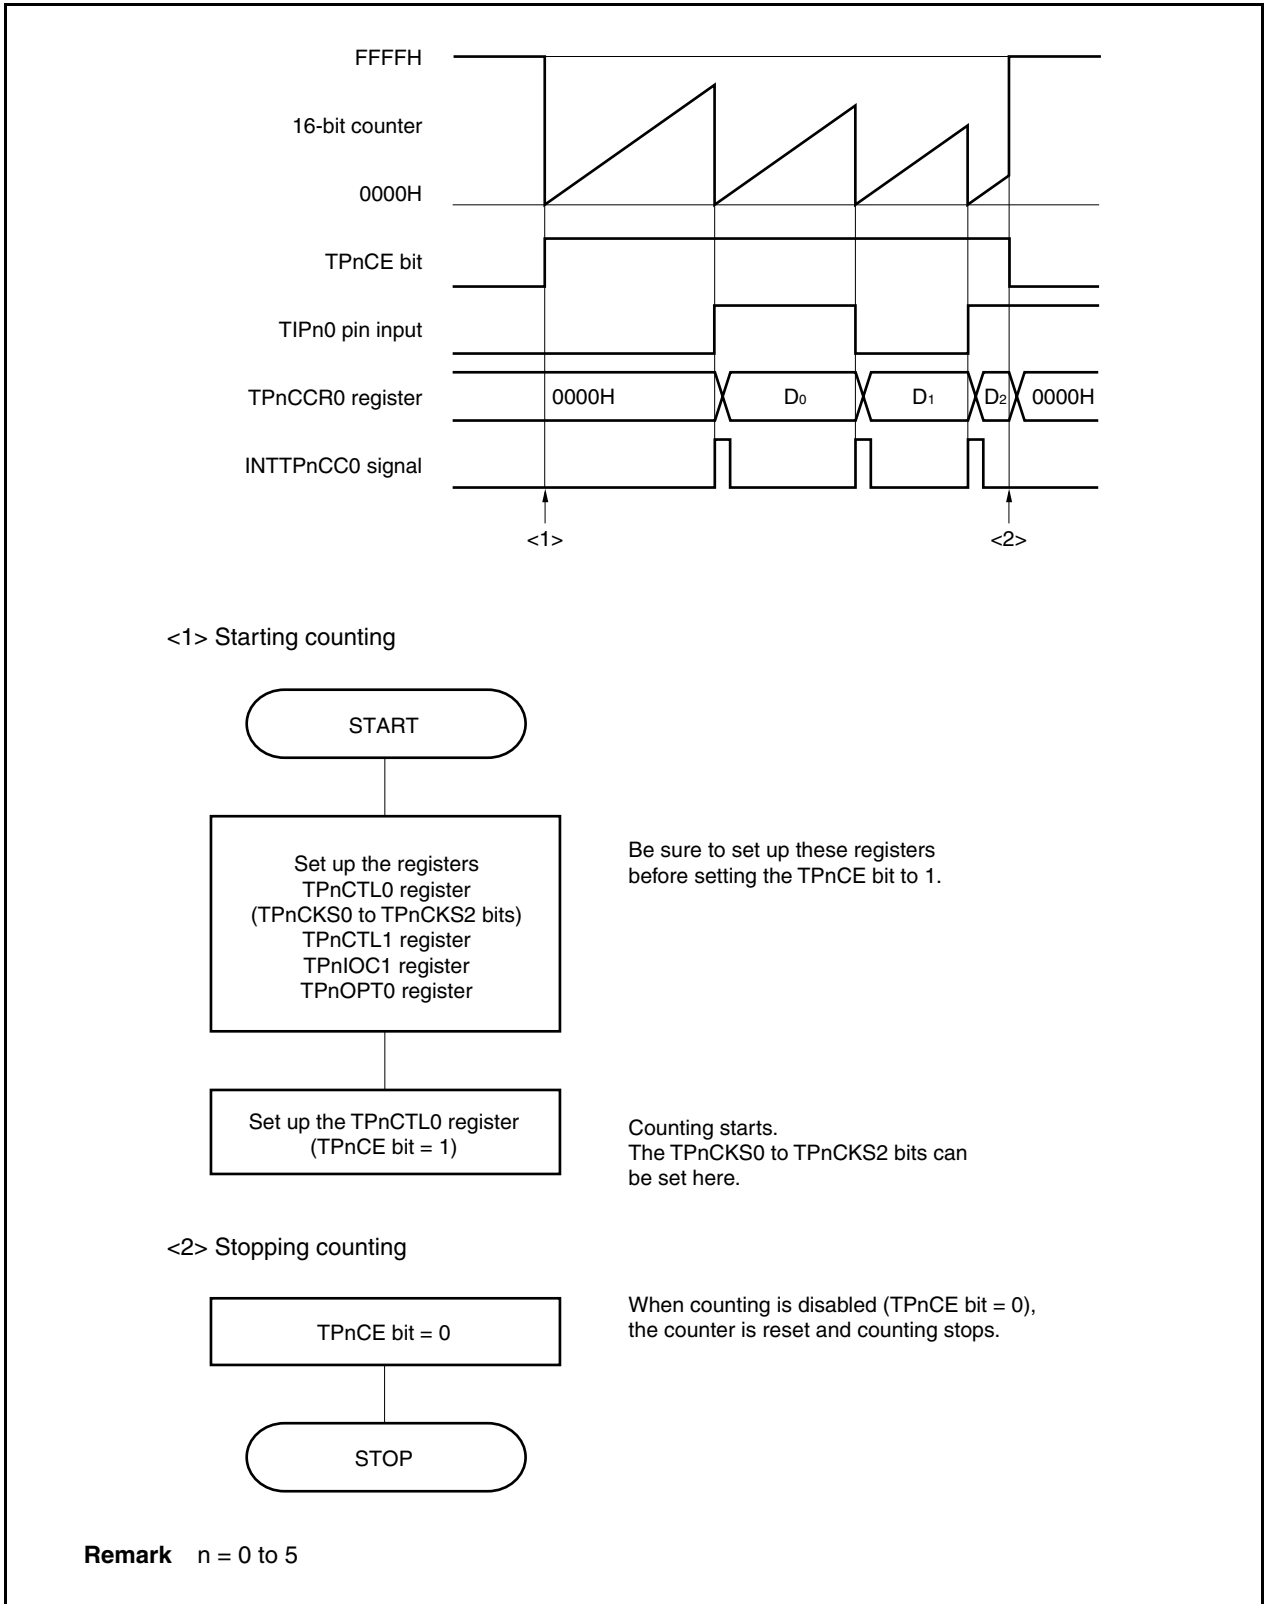 FFFFH
16-bit counter
0000H
TPnCE bit
TIPn0 pin input
TPnCCR0 register
0000H
D0
D1
D2
0000H
INTTPnCC0 signal
<1>
<2>
<1> Starting counting
START
Set up the registers
TPnCTL0 register
(TPnCKS0 to TPnCKS2 bits)
TPnCTL1 register
TPnIOC1 register
TPnOPT0 register
Be sure to set up these registers
before setting the TPnCE bit to 1.
Set up the TPnCTL0 register
(TPnCE bit = 1)
Counting starts.
The TPnCKS0 to TPnCKS2 bits can
be set here.
<2> Stopping counting
TPnCE bit = 0
When counting is disabled (TPnCE bit = 0),
the counter is reset and counting stops.
STOP
Remark n = 0 to 5